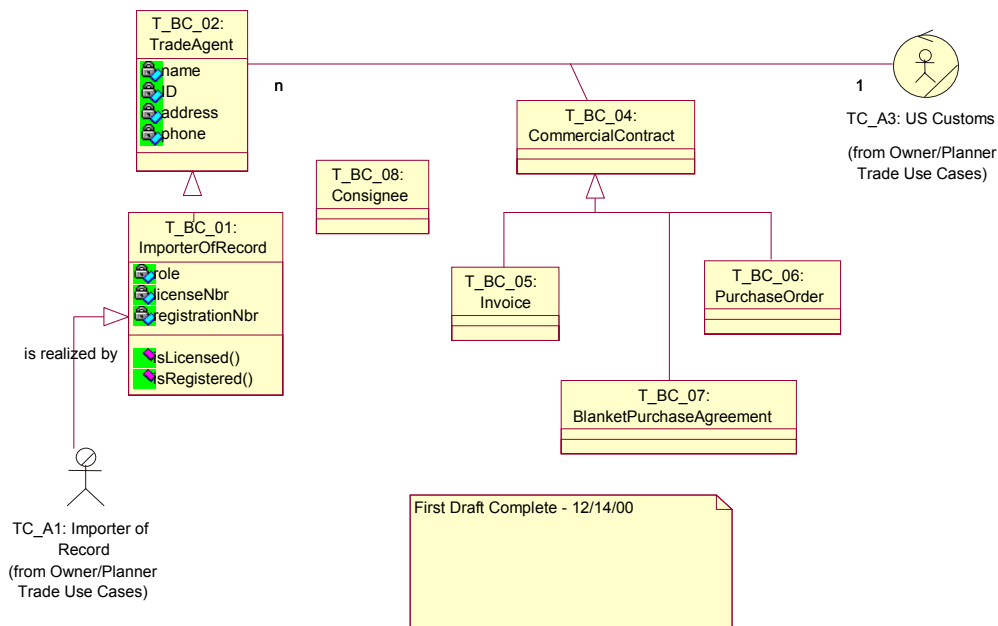 T_BC_02:
TradeAgent
name
ID
address
phone
n
1
T_BC_04:
CommercialContract
TC_A3: US Customs
(from Owner/Planner
Trade Use Cases)
T_BC_08:
Consignee
T_BC_01:
ImporterOfRecord
role
licenseNbr
registrationNbr
isLicensed()
isRegistered()
is realized by
T_BC_05:
Invoice
T_BC_06:
PurchaseOrder
T_BC_07:
BlanketPurchaseAgreement
TC_A1: Importer of
Record
(from Owner/Planner
Trade Use Cases)
First Draft Complete - 12/14/00